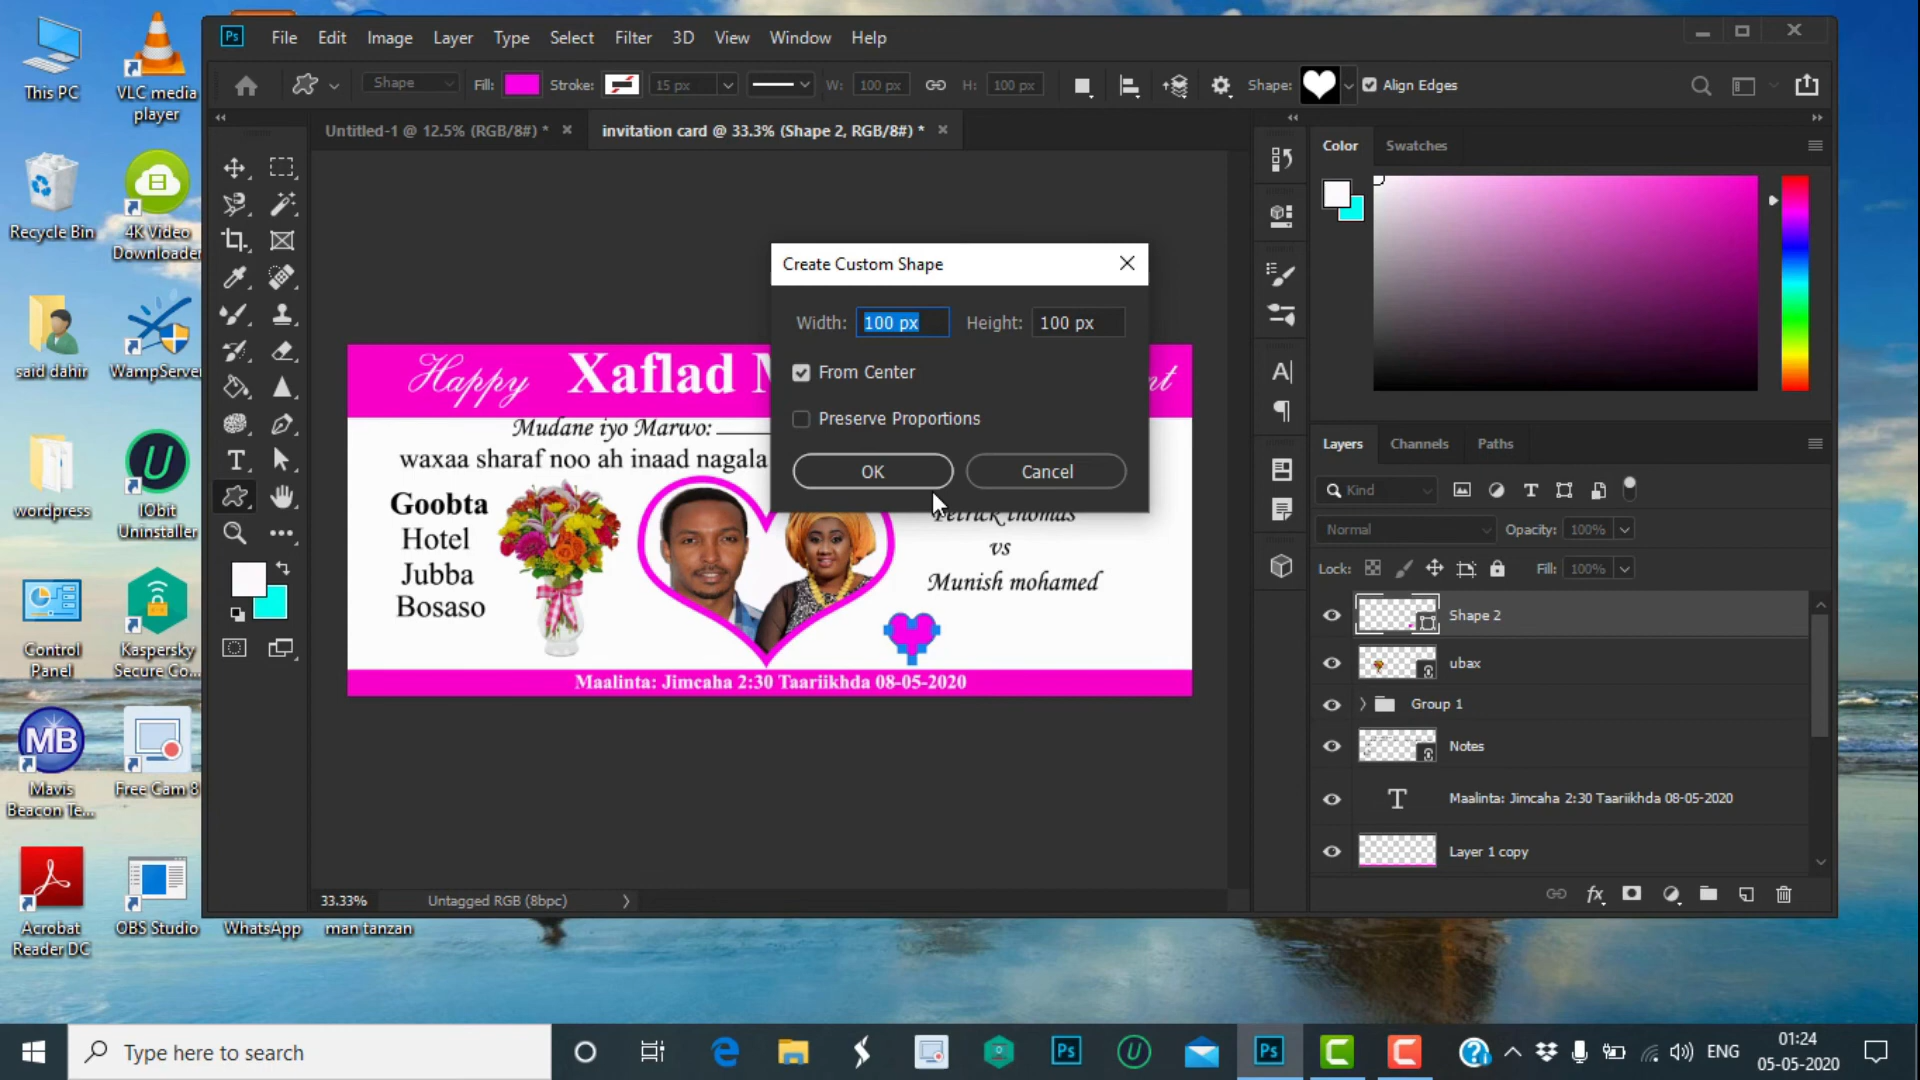 This PC
VLC media player
Recycle Bin
4K Video Downloader
said dahir
WampServer
wordpress
IObit Uninstaller
Control Panel
Kaspersky Secure Co...
Mavis Beacon Te...
Free Cam 8
Acrobat Reader DC
OBS Studio
WhatsApp
man tanzan
Ps
File Edit Image Layer Type Select Filter 3D View Window Help
Shape Fill: Stroke: 15 px W: 100 px H: 100 px Shape: Align Edges
Untitled-1 @ 12.5% (RGB/8#) *
invitation card @ 33.3% (Shape 2, RGB/8#) *
Create Custom Shape
Width: 100 px Height: 100 px
From Center
Preserve Proportions
OK Cancel
Happy Xaflad M
nt
Mudane iyo Marwo:
waxaa sharaf noo ah inaad nagala
Goobta
Hotel
Jubba
Bosaso
Petrick thomas
vs
Munish mohamed
Maalinta: Jimcaha 2:30 Taariikhda 08-05-2020
33.33% Untagged RGB (8bpc)
Color Swatches
Layers Channels Paths
Kind
Normal Opacity: 100%
Lock: Fill: 100%
Shape 2
ubax
Group 1
Notes
Maalinta: Jimcaha 2:30 Taariikhda 08-05-2020
Layer 1 copy
fx
Type here to search
ENG
01:24
05-05-2020